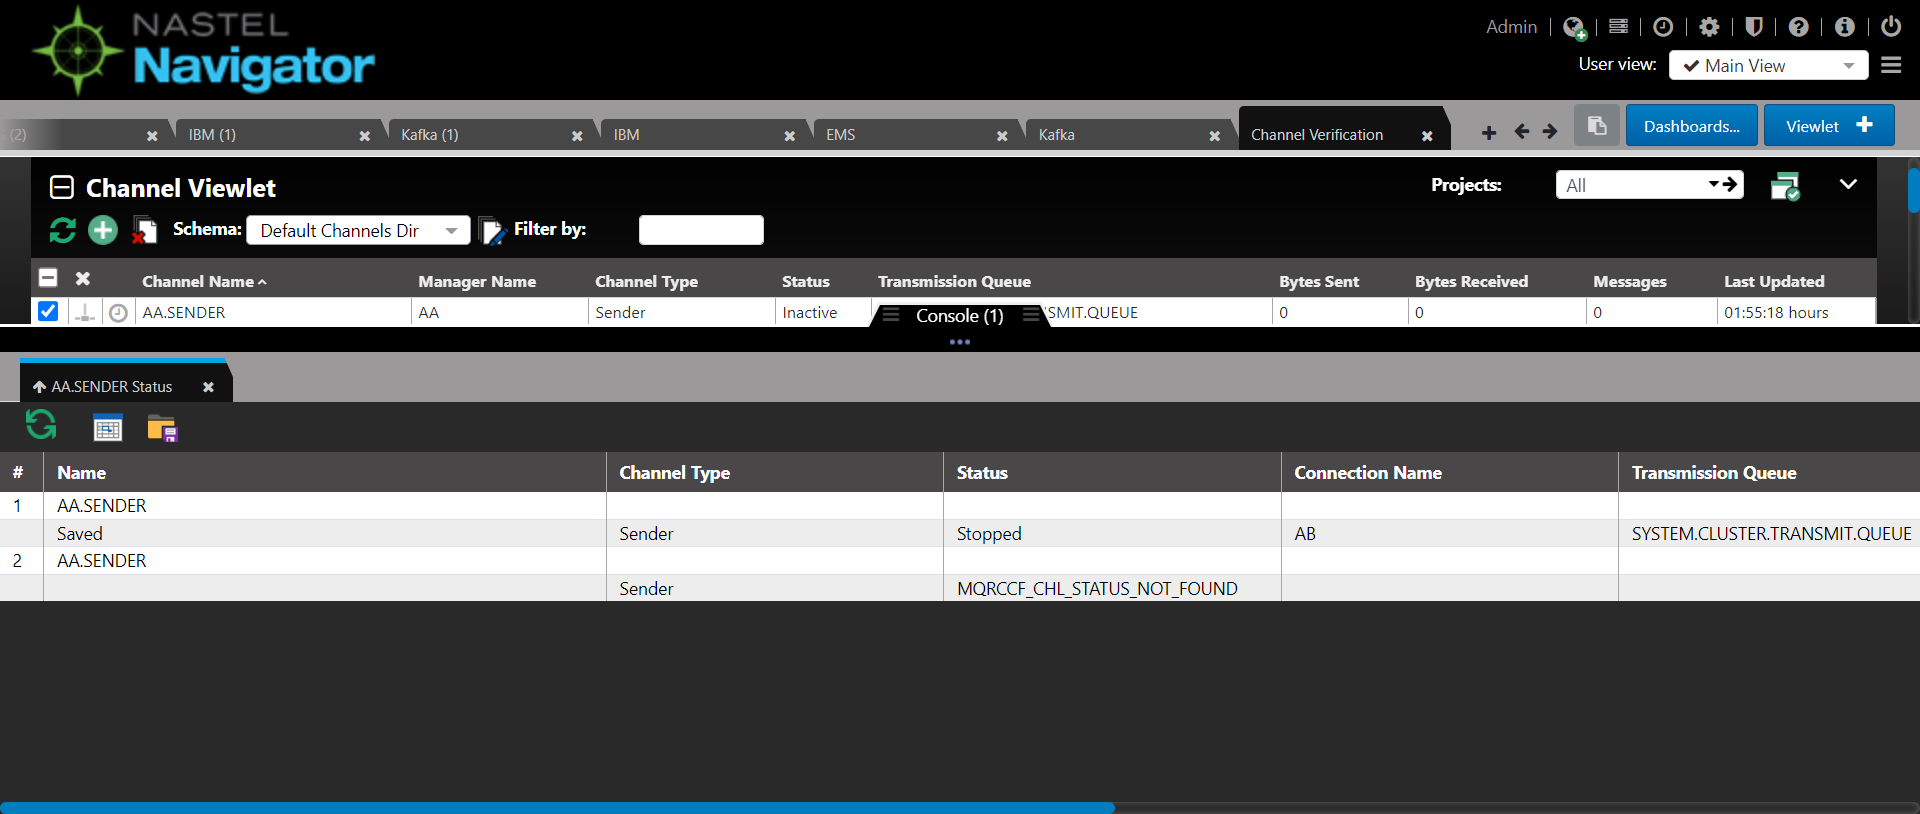 NASTEL
Navigator
Admin
User view: Main View
(2) IBM (1) Kafka (1) IBM EMS Kafka Channel Verification Dashboards... Viewlet
Channel Viewlet Projects: All
Schema: Default Channels Dir Filter by:
Channel Name Manager Name Channel Type Status Transmission Queue Bytes Sent Bytes Received Messages Last Updated
AA.SENDER AA Sender Inactive SMIT.QUEUE 0 0 0 01:55:18 hours
Console (1)
AA.SENDER Status
# Name Channel Type Status Connection Name Transmission Queue
1 AA.SENDER
Saved Sender Stopped AB SYSTEM.CLUSTER.TRANSMIT.QUEUE
2 AA.SENDER
Sender MQRCCF_CHL_STATUS_NOT_FOUND